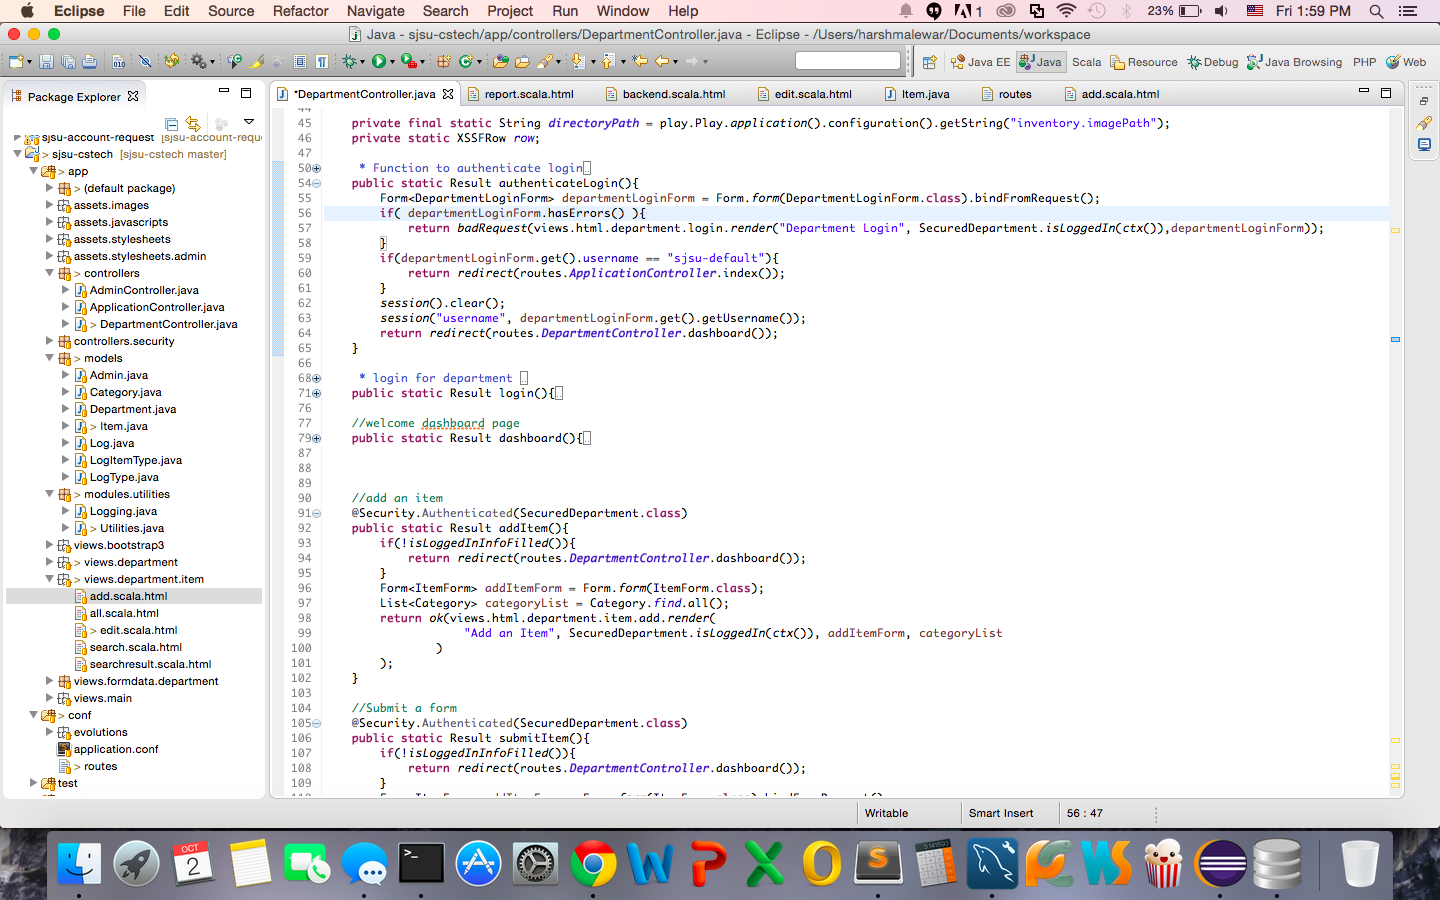 Eclipse File Edit Source Refactor Navigate Search Project Run Window Help 1 23% Fri 1:59 PM
Java - sjsu-cstech/app/controllers/DepartmentController.java - Eclipse - /Users/harshmalewar/Documents/workspace
Java EE Java Scala Resource Debug Java Browsing PHP Web
Package Explorer
sjsu-account-request [sjsu-account-requ
> sjsu-cstech [sjsu-cstech master]
> app
> (default package)
assets.images
assets.javascripts
assets.stylesheets
assets.stylesheets.admin
> controllers
AdminController.java
ApplicationController.java
> DepartmentController.java
controllers.security
> models
Admin.java
Category.java
Department.java
> Item.java
Log.java
LogItemType.java
LogType.java
> modules.utilities
Logging.java
> Utilities.java
views.bootstrap3
> views.department
> views.department.item
add.scala.html
all.scala.html
> edit.scala.html
search.scala.html
searchresult.scala.html
views.formdata.department
views.main
> conf
evolutions
application.conf
> routes
test
*DepartmentController.java report.scala.html backend.scala.html edit.scala.html Item.java routes add.scala.html
44
45 private final static String directoryPath = play.Play.application().configuration().getString("inventory.imagePath");
46 private static XSSFRow row;
47
50 * Function to authenticate login
54 public static Result authenticateLogin(){
55 Form<DepartmentLoginForm> departmentLoginForm = Form.form(DepartmentLoginForm.class).bindFromRequest();
56 if( departmentLoginForm.hasErrors() ){
57 return badRequest(views.html.department.login.render("Department Login", SecuredDepartment.isLoggedIn(ctx()),departmentLoginForm));
58 }
59 if(departmentLoginForm.get().username == "sjsu-default"){
60 return redirect(routes.ApplicationController.index());
61 }
62 session().clear();
63 session("username", departmentLoginForm.get().getUsername());
64 return redirect(routes.DepartmentController.dashboard());
65 }
66
68 * login for department
71 public static Result login(){
76
77 //welcome dashboard page
79 public static Result dashboard(){
87
88
89
90 //add an item
91 @Security.Authenticated(SecuredDepartment.class)
92 public static Result addItem(){
93 if(!isLoggedInInfoFilled()){
94 return redirect(routes.DepartmentController.dashboard());
95 }
96 Form<ItemForm> addItemForm = Form.form(ItemForm.class);
97 List<Category> categoryList = Category.find.all();
98 return ok(views.html.department.item.add.render(
99 "Add an Item", SecuredDepartment.isLoggedIn(ctx()), addItemForm, categoryList
100 )
101 );
102 }
103
104 //Submit a form
105 @Security.Authenticated(SecuredDepartment.class)
106 public static Result submitItem(){
107 if(!isLoggedInInfoFilled()){
108 return redirect(routes.DepartmentController.dashboard());
109 }
Writable Smart Insert 56 : 47
OCT
2